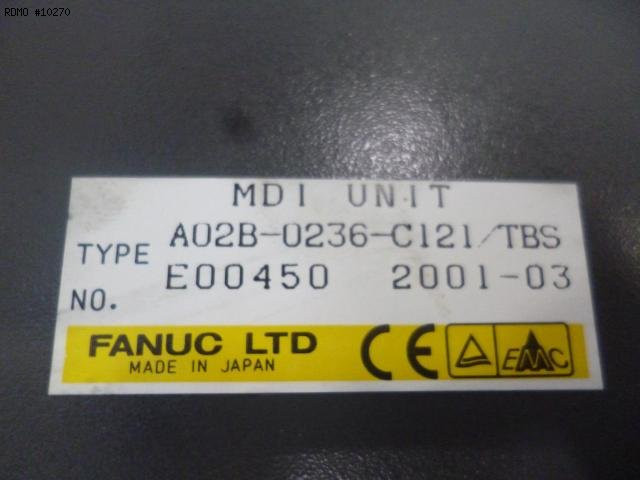 RDMO #10270
MDI UNIT
TYPE A02B-0236-C121/TBS
NO. E00450 2001-03
FANUC LTD CE EMC
MADE IN JAPAN